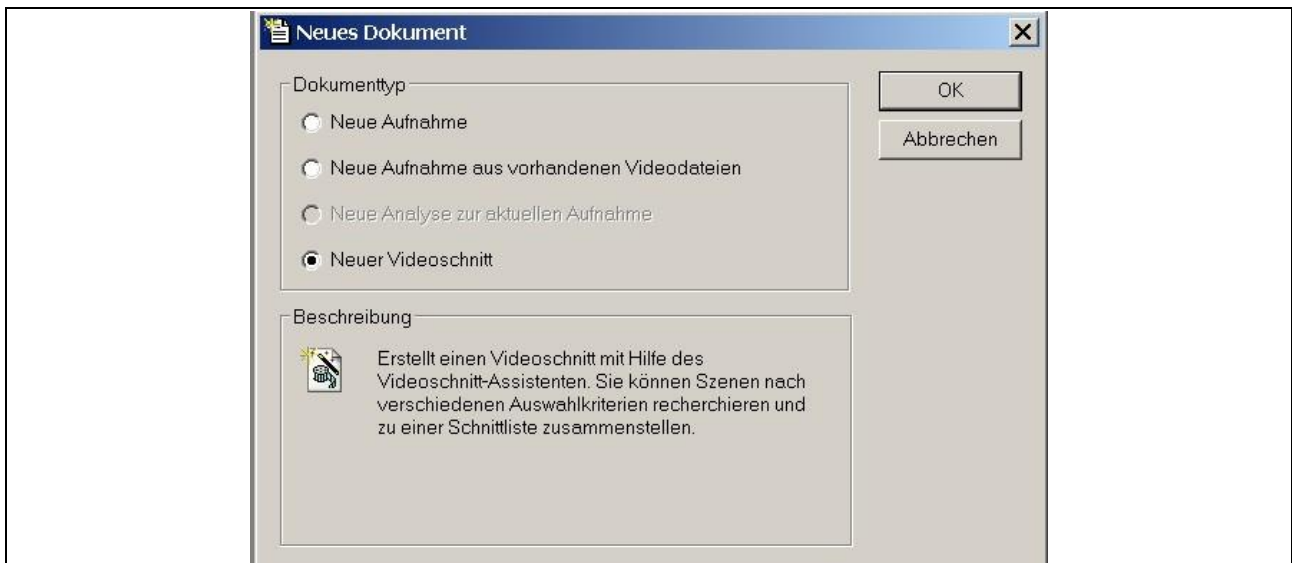 Neues Dokument
Dokumenttyp
OK
Neue Aufnahme
Abbrechen
Neue Aufnahme aus vorhandenen Videodateien
Neue Analyse zur aktuellen Aufnahme
Neuer Videoschnitt
Beschreibung
Erstellt einen Videoschnitt mit Hilfe des
Videoschnitt-Assistenten. Sie können Szenen nach
verschiedenen Auswahlkriterien recherchieren und
zu einer Schnittliste zusammenstellen.